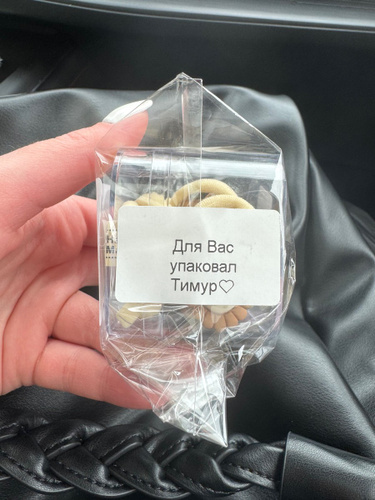 Для Вас
упаковал
Тимур♡